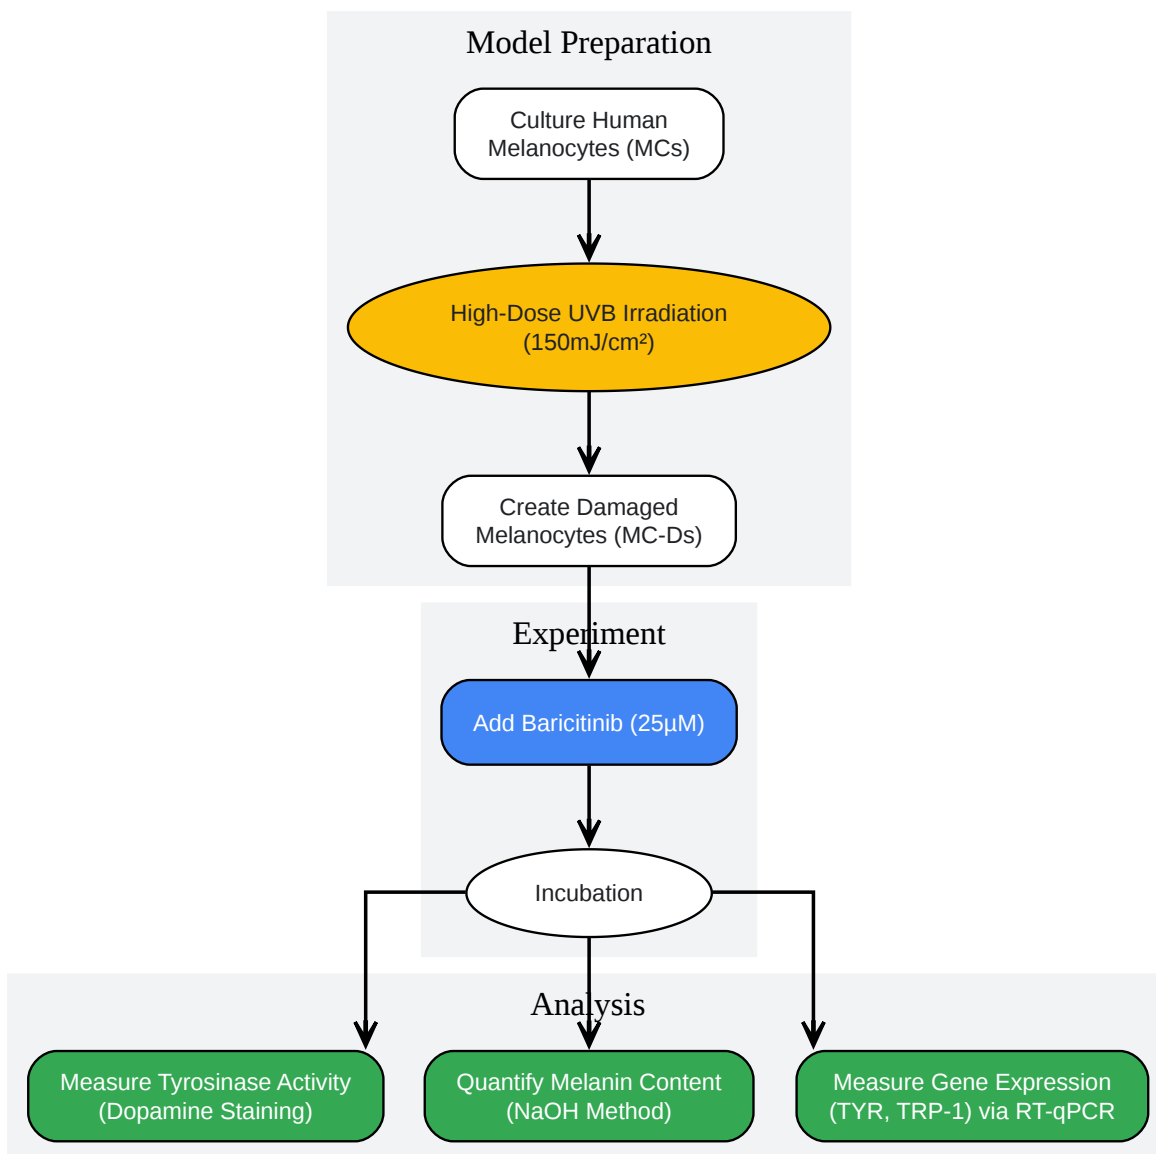 Model Preparation
Culture Human
Melanocytes (MCs)
High-Dose UVB Irradiation
(150mJ/cm²)
Create Damaged
Melanocytes (MC-Ds)
Experiment
Add Baricitinib (25µM)
Incubation
Analysis
Measure Tyrosinase Activity
(Dopamine Staining)
Quantify Melanin Content
(NaOH Method)
Measure Gene Expression
(TYR, TRP-1) via RT-qPCR